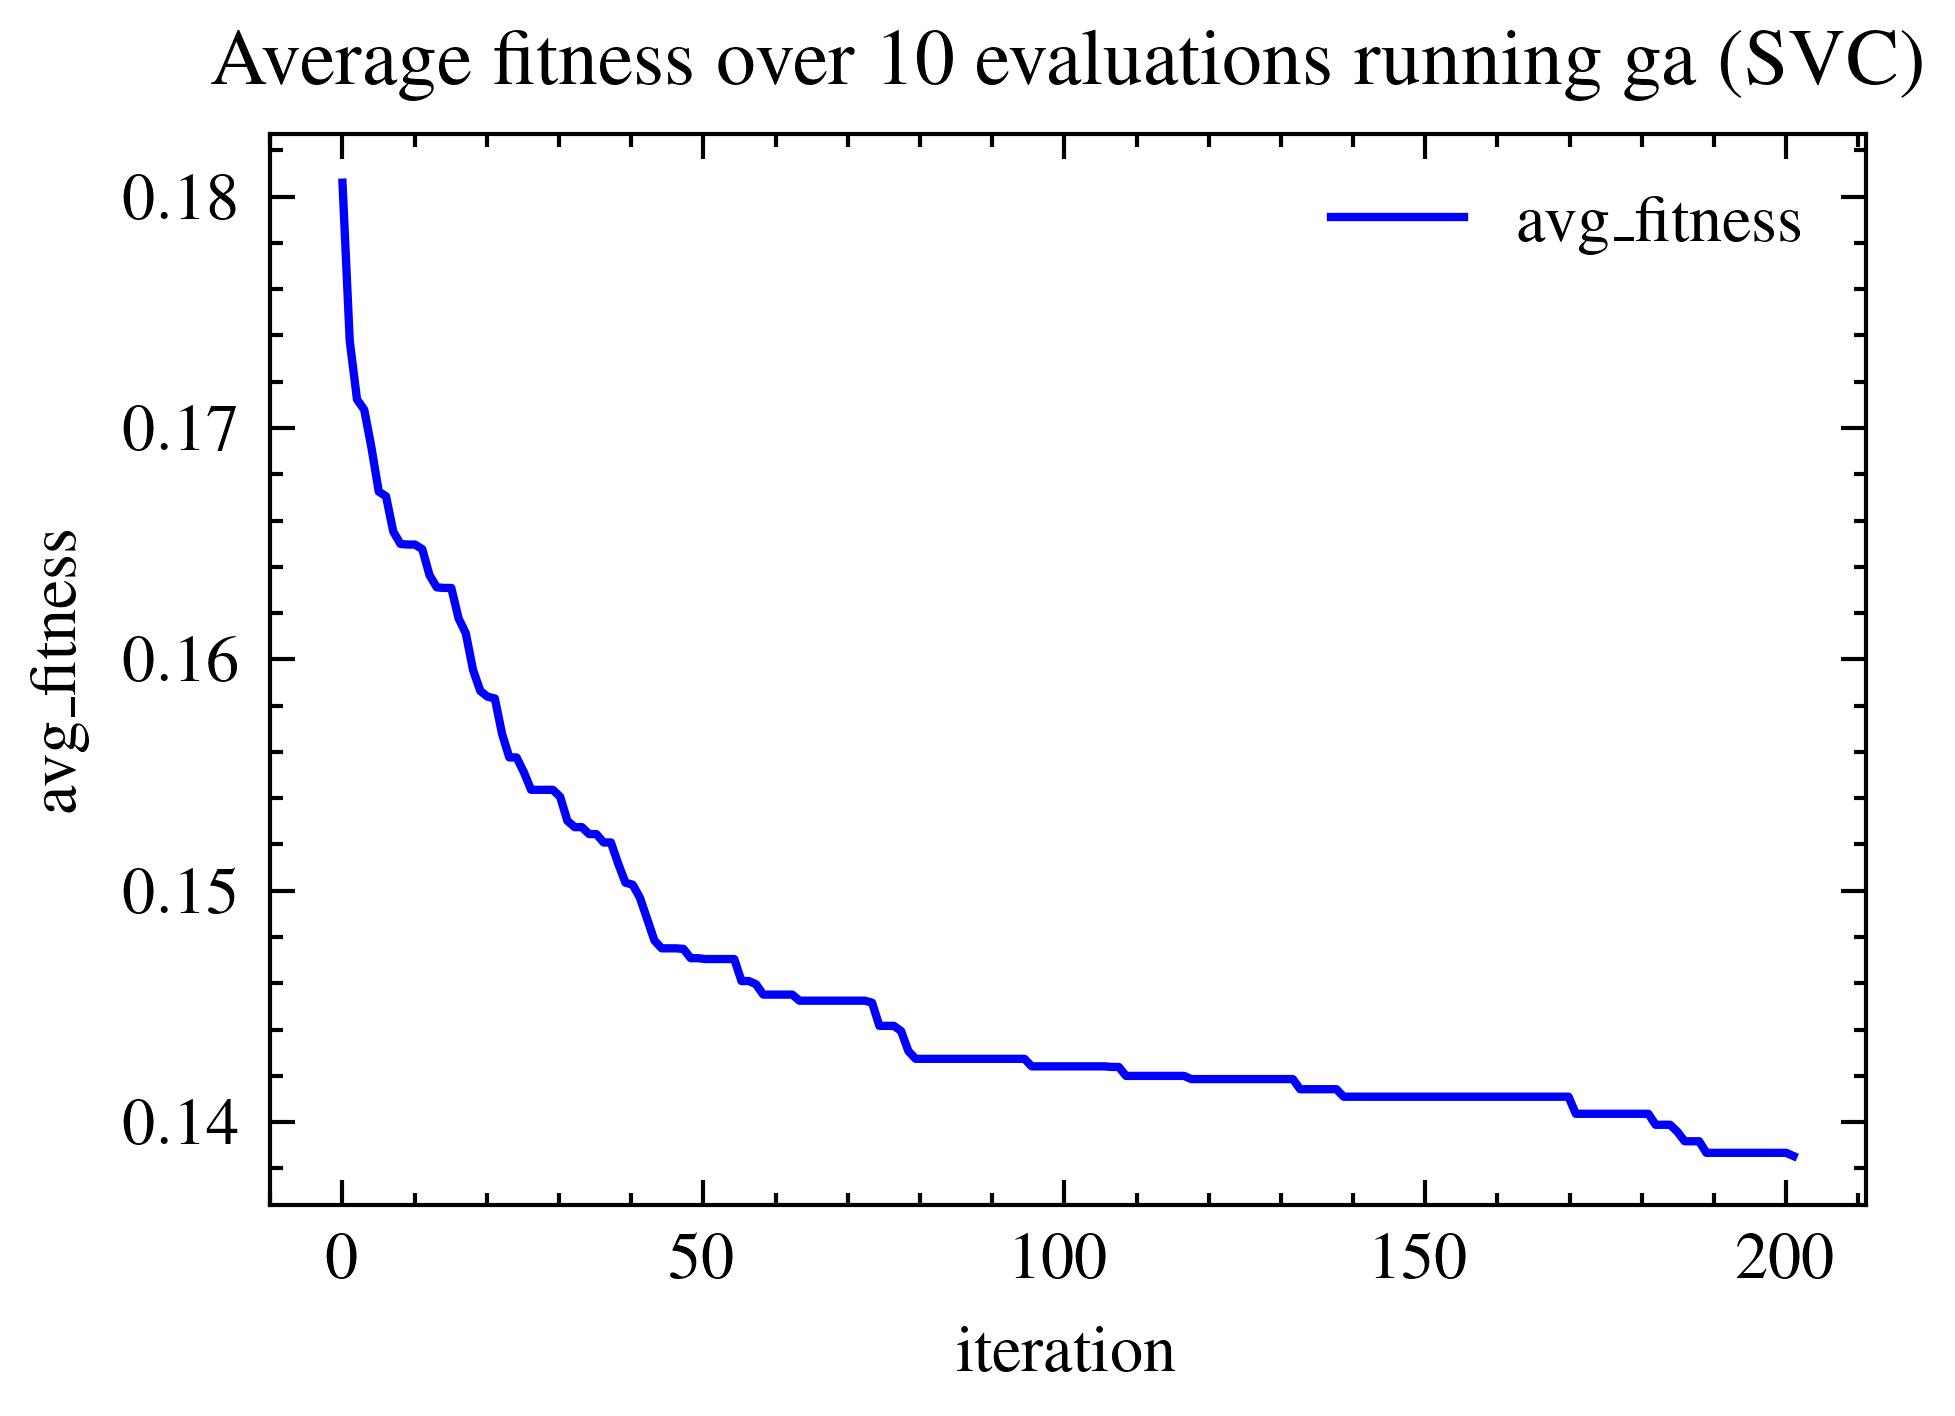 Average fitness over 10 evaluations running ga (SVC)
avg_fitness
0.18
0.17
0.16
0.15
0.14
avg_fitness
0
50
100
150
200
iteration